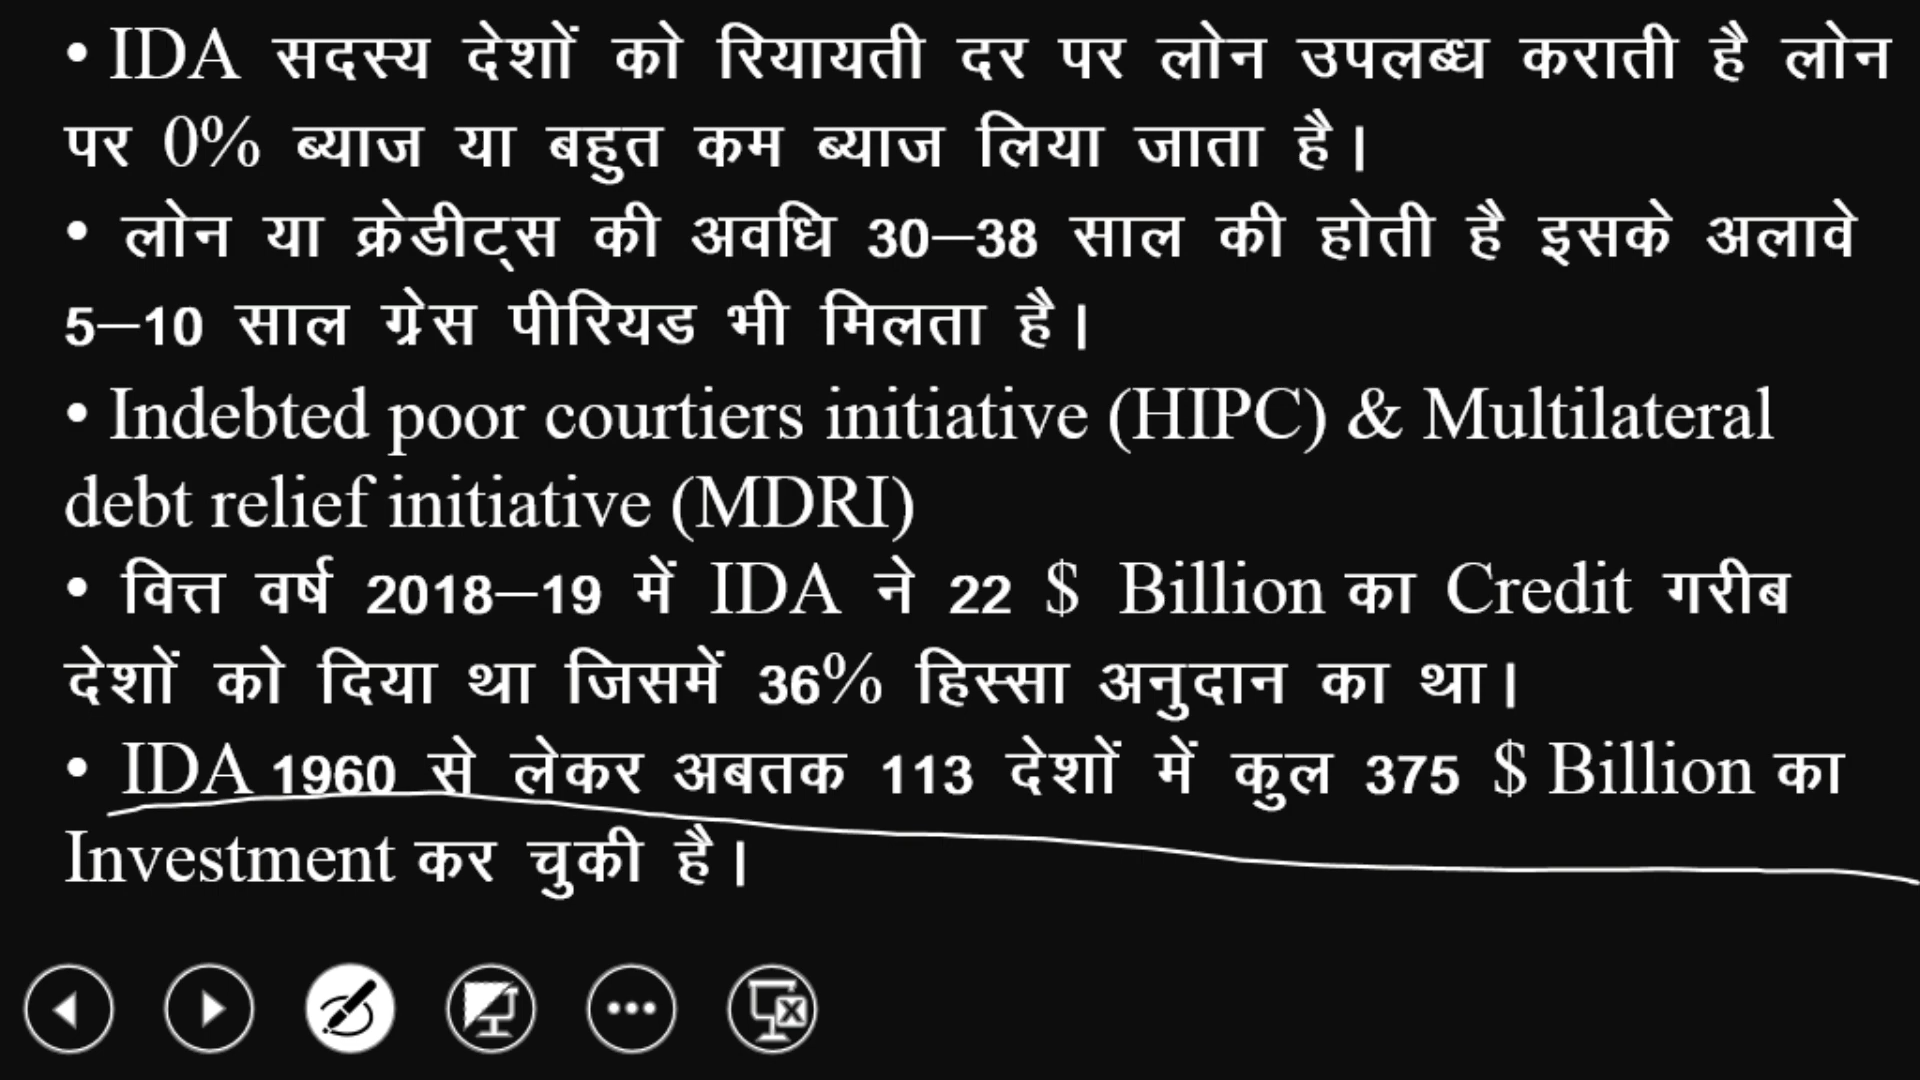 • IDA सदस्य देशों को रियायती दर पर लोन उपलब्ध कराती है लोन
पर 0% ब्याज या बहुत कम ब्याज लिया जाता है।
• लोन या क्रेडीट्स की अवधि 30–38 साल की होती है इसके अलावे
5–10 साल ग्रेस पीरियड भी मिलता है।
• Indebted poor courtiers initiative (HIPC) & Multilateral
debt relief initiative (MDRI)
• वित्त वर्ष 2018–19 में IDA ने 22 $ Billion का Credit गरीब
देशों को दिया था जिसमें 36% हिस्सा अनुदान का था।
• IDA 1960 से लेकर अबतक 113 देशों में कुल 375 $ Billion का
Investment कर चुकी है।